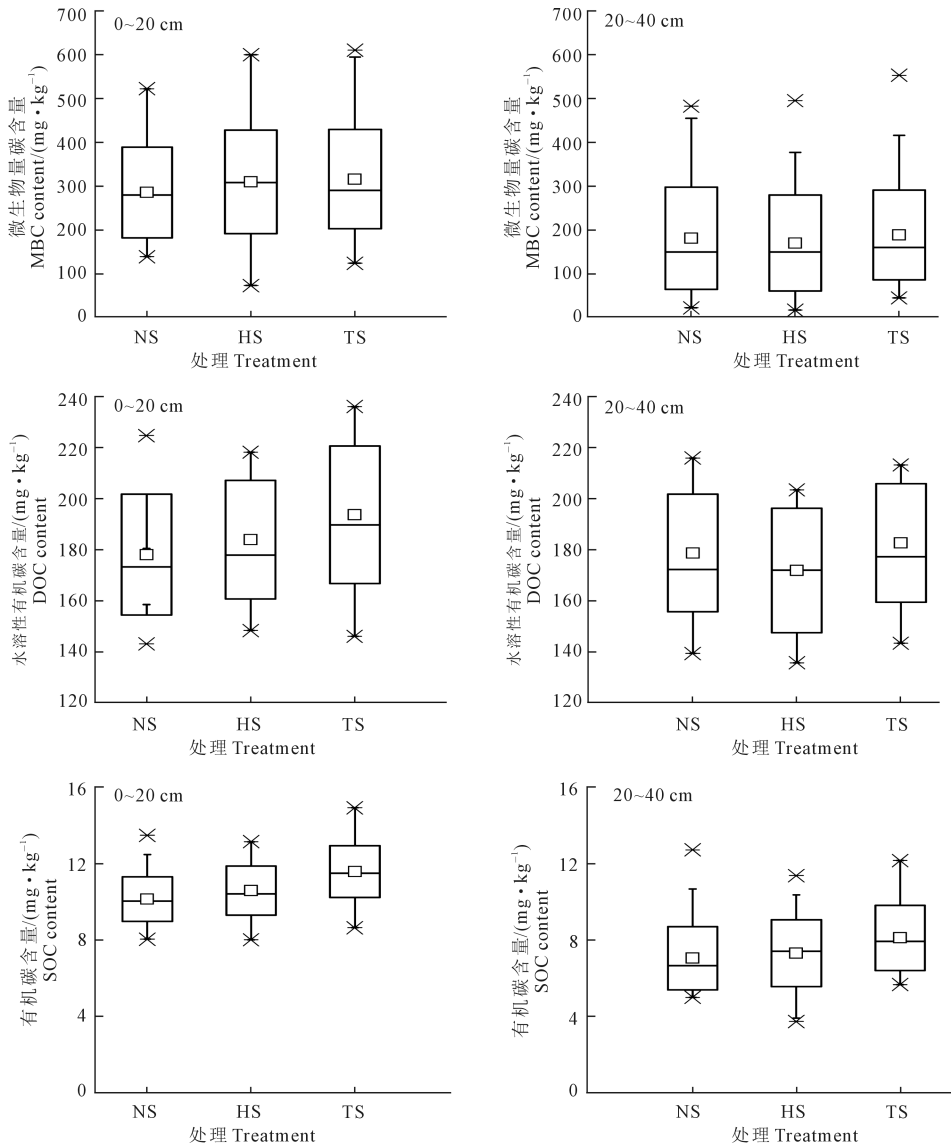 700
600
500
400
300
200
100
0
0~20 cm
微生物量碳含量
MBC content/(mg·kg⁻¹)
NS HS TS
处理 Treatment
700
600
500
400
300
200
100
0
20~40 cm
微生物量碳含量
MBC content/(mg·kg⁻¹)
NS HS TS
处理 Treatment
240
220
200
180
160
140
120
0~20 cm
水溶性有机碳含量/(mg·kg⁻¹)
DOC content
NS HS TS
处理 Treatment
240
220
200
180
160
140
120
20~40 cm
水溶性有机碳含量/(mg·kg⁻¹)
DOC content
NS HS TS
处理 Treatment
16
12
8
4
0
0~20 cm
有机碳含量/(mg·kg⁻¹)
SOC content
NS HS TS
处理 Treatment
16
12
8
4
0
20~40 cm
有机碳含量/(mg·kg⁻¹)
SOC content
NS HS TS
处理 Treatment